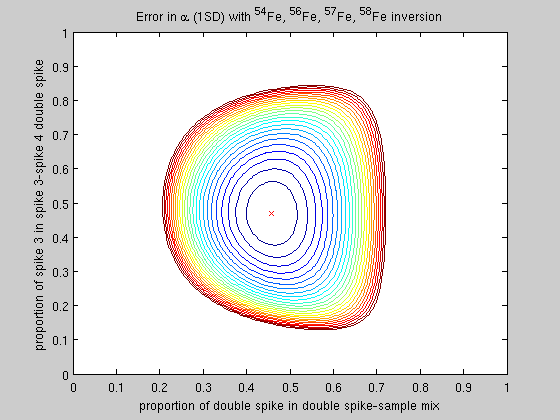 Error in α (1SD) with ⁵⁴Fe, ⁵⁶Fe, ⁵⁷Fe, ⁵⁸Fe inversion
proportion of spike 3 in spike 3-spike 4 double spike
1
0.9
0.8
0.7
0.6
0.5
0.4
0.3
0.2
0.1
0
0 0.1 0.2 0.3 0.4 0.5 0.6 0.7 0.8 0.9 1
proportion of double spike in double spike-sample mix